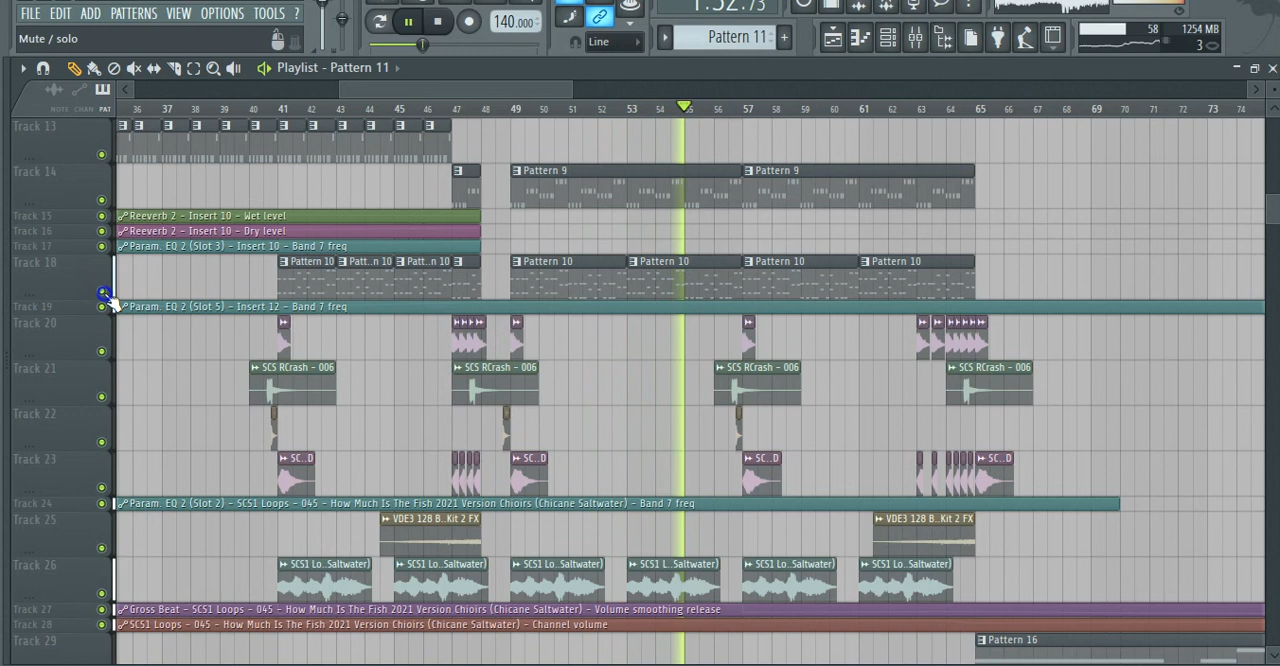 FILE EDIT ADD PATTERNS VIEW OPTIONS TOOLS ?
140.000
1:52.73
Mute / solo
Line
Pattern 11
58
1254 MB
3
Playlist - Pattern 11
NOTE CHAN PAT
36 37 38 39 40 41 42 43 44 45 46 47 48 49 50 51 52 53 54 55 56 57 58 59 60 61 62 63 64 65 66 67 68 69 70 71 72 73 74
Track 13
Track 14
Pattern 9
Pattern 9
Track 15
Reeverb 2 - Insert 10 - Wet level
Track 16
Reeverb 2 - Insert 10 - Dry level
Track 17
Param. EQ 2 (Slot 3) - Insert 10 - Band 7 freq
Track 18
Pattern 10
Patt..n 10
Patt..n 10
Pattern 10
Pattern 10
Pattern 10
Pattern 10
Track 19
Param. EQ 2 (Slot 5) - Insert 12 - Band 7 freq
Track 20
Track 21
SCS RCrash - 006
SCS RCrash - 006
SCS RCrash - 006
SCS RCrash - 006
Track 22
Track 23
SC..D
SC..D
SC..D
SC..D
Track 24
Param. EQ 2 (Slot 2) - SCS1 Loops - 045 - How Much Is The Fish 2021 Version Chioirs (Chicane Saltwater) - Band 7 freq
Track 25
VDE3 128 B..Kit 2 FX
VDE3 128 B..Kit 2 FX
Track 26
SCS1 Lo..Saltwater)
SCS1 Lo..Saltwater)
SCS1 Lo..Saltwater)
SCS1 L..Saltwater)
SCS1 Lo..Saltwater)
SCS1 Lo..Saltwater)
Track 27
Gross Beat - SCS1 Loops - 045 - How Much Is The Fish 2021 Version Chioirs (Chicane Saltwater) - Volume smoothing release
Track 28
SCS1 Loops - 045 - How Much Is The Fish 2021 Version Chioirs (Chicane Saltwater) - Channel volume
Track 29
Pattern 16